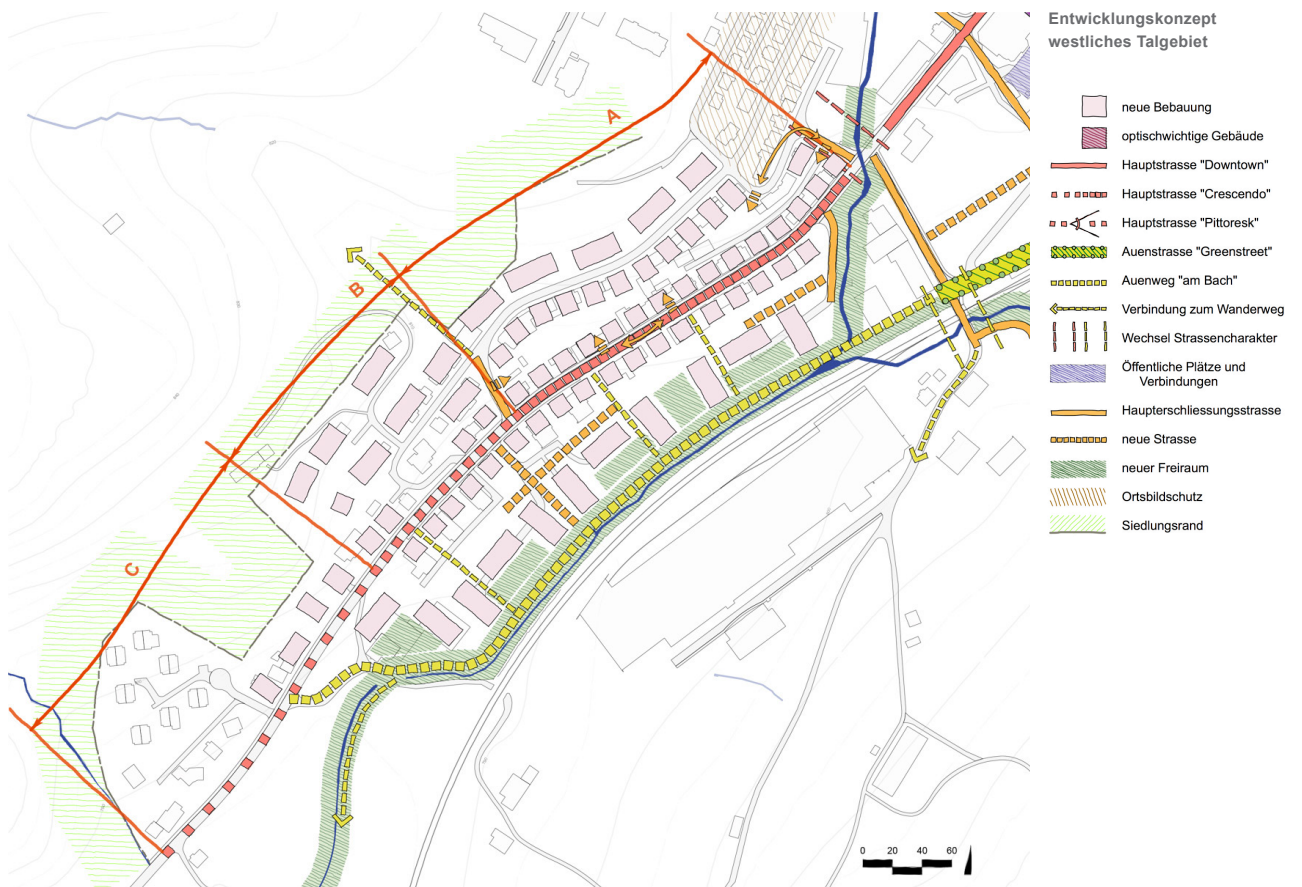 Entwicklungskonzept
westliches Talgebiet
neue Bebauung
optischwichtige Gebäude
Hauptstrasse "Downtown"
Hauptstrasse "Crescendo"
Hauptstrasse "Pittoresk"
Auenstrasse "Greenstreet"
Auenweg "am Bach"
Verbindung zum Wanderweg
Wechsel Strassencharakter
Öffentliche Plätze und
Verbindungen
Haupterschliessungsstrasse
neue Strasse
neuer Freiraum
Ortsbildschutz
Siedlungsrand
A
B
C
0 20 40 60